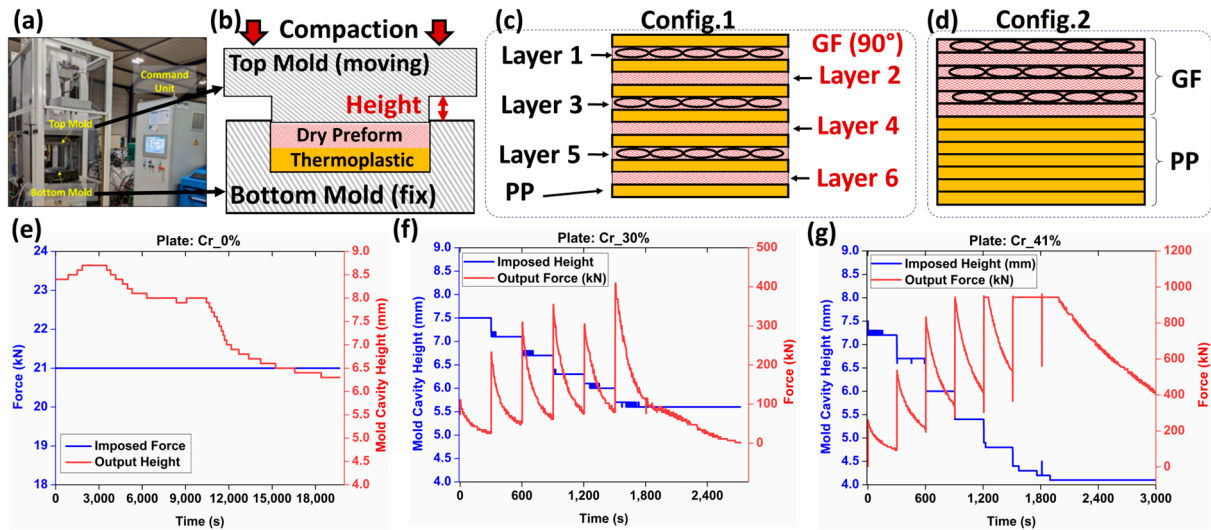 (a)
Command
Unit
Top Mold
Bottom Mold
(b)
Compaction
Top Mold (moving)
Height
Dry Preform
Thermoplastic
Bottom Mold (fix)
(c)
Config.1
Layer 1
GF (90°)
Layer 2
Layer 3
Layer 4
Layer 5
Layer 6
PP
(d)
Config.2
GF
PP
(e)
Plate: Cr_0%
Force (kN)
24
23
22
21
20
19
18
Mold Cavity Height (mm)
9.0
8.5
8.0
7.5
7.0
6.5
6.0
5.5
5.0
4.5
4.0
Imposed Force
Output Height
0 3,000 6,000 9,000 12,000 15,000 18,000
Time (s)
(f)
Plate: Cr_30%
Mold Cavity Height (mm)
9.0
8.5
8.0
7.5
7.0
6.5
6.0
5.5
5.0
4.5
4.0
Imposed Height
Output Force (kN)
Force (kN)
500
400
300
200
100
0
0 600 1,200 1,800 2,400
Time (s)
(g)
Plate: Cr_41%
Mold Cavity Height (mm)
9.0
8.5
8.0
7.5
7.0
6.5
6.0
5.5
5.0
4.5
4.0
Imposed Height (mm)
Output Force (kN)
Force (kN)
1200
1000
800
600
400
200
0
0 600 1,200 1,800 2,400 3,000
Time (s)